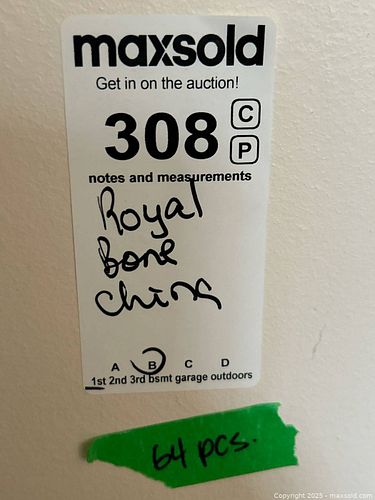 maxsold
Get in on the auction!
308 C
P
notes and measurements
Royal
Bone
China
A B C D
1st 2nd 3rd bsmt garage outdoors
64 pcs.
Copyright 2025 - maxsold.com